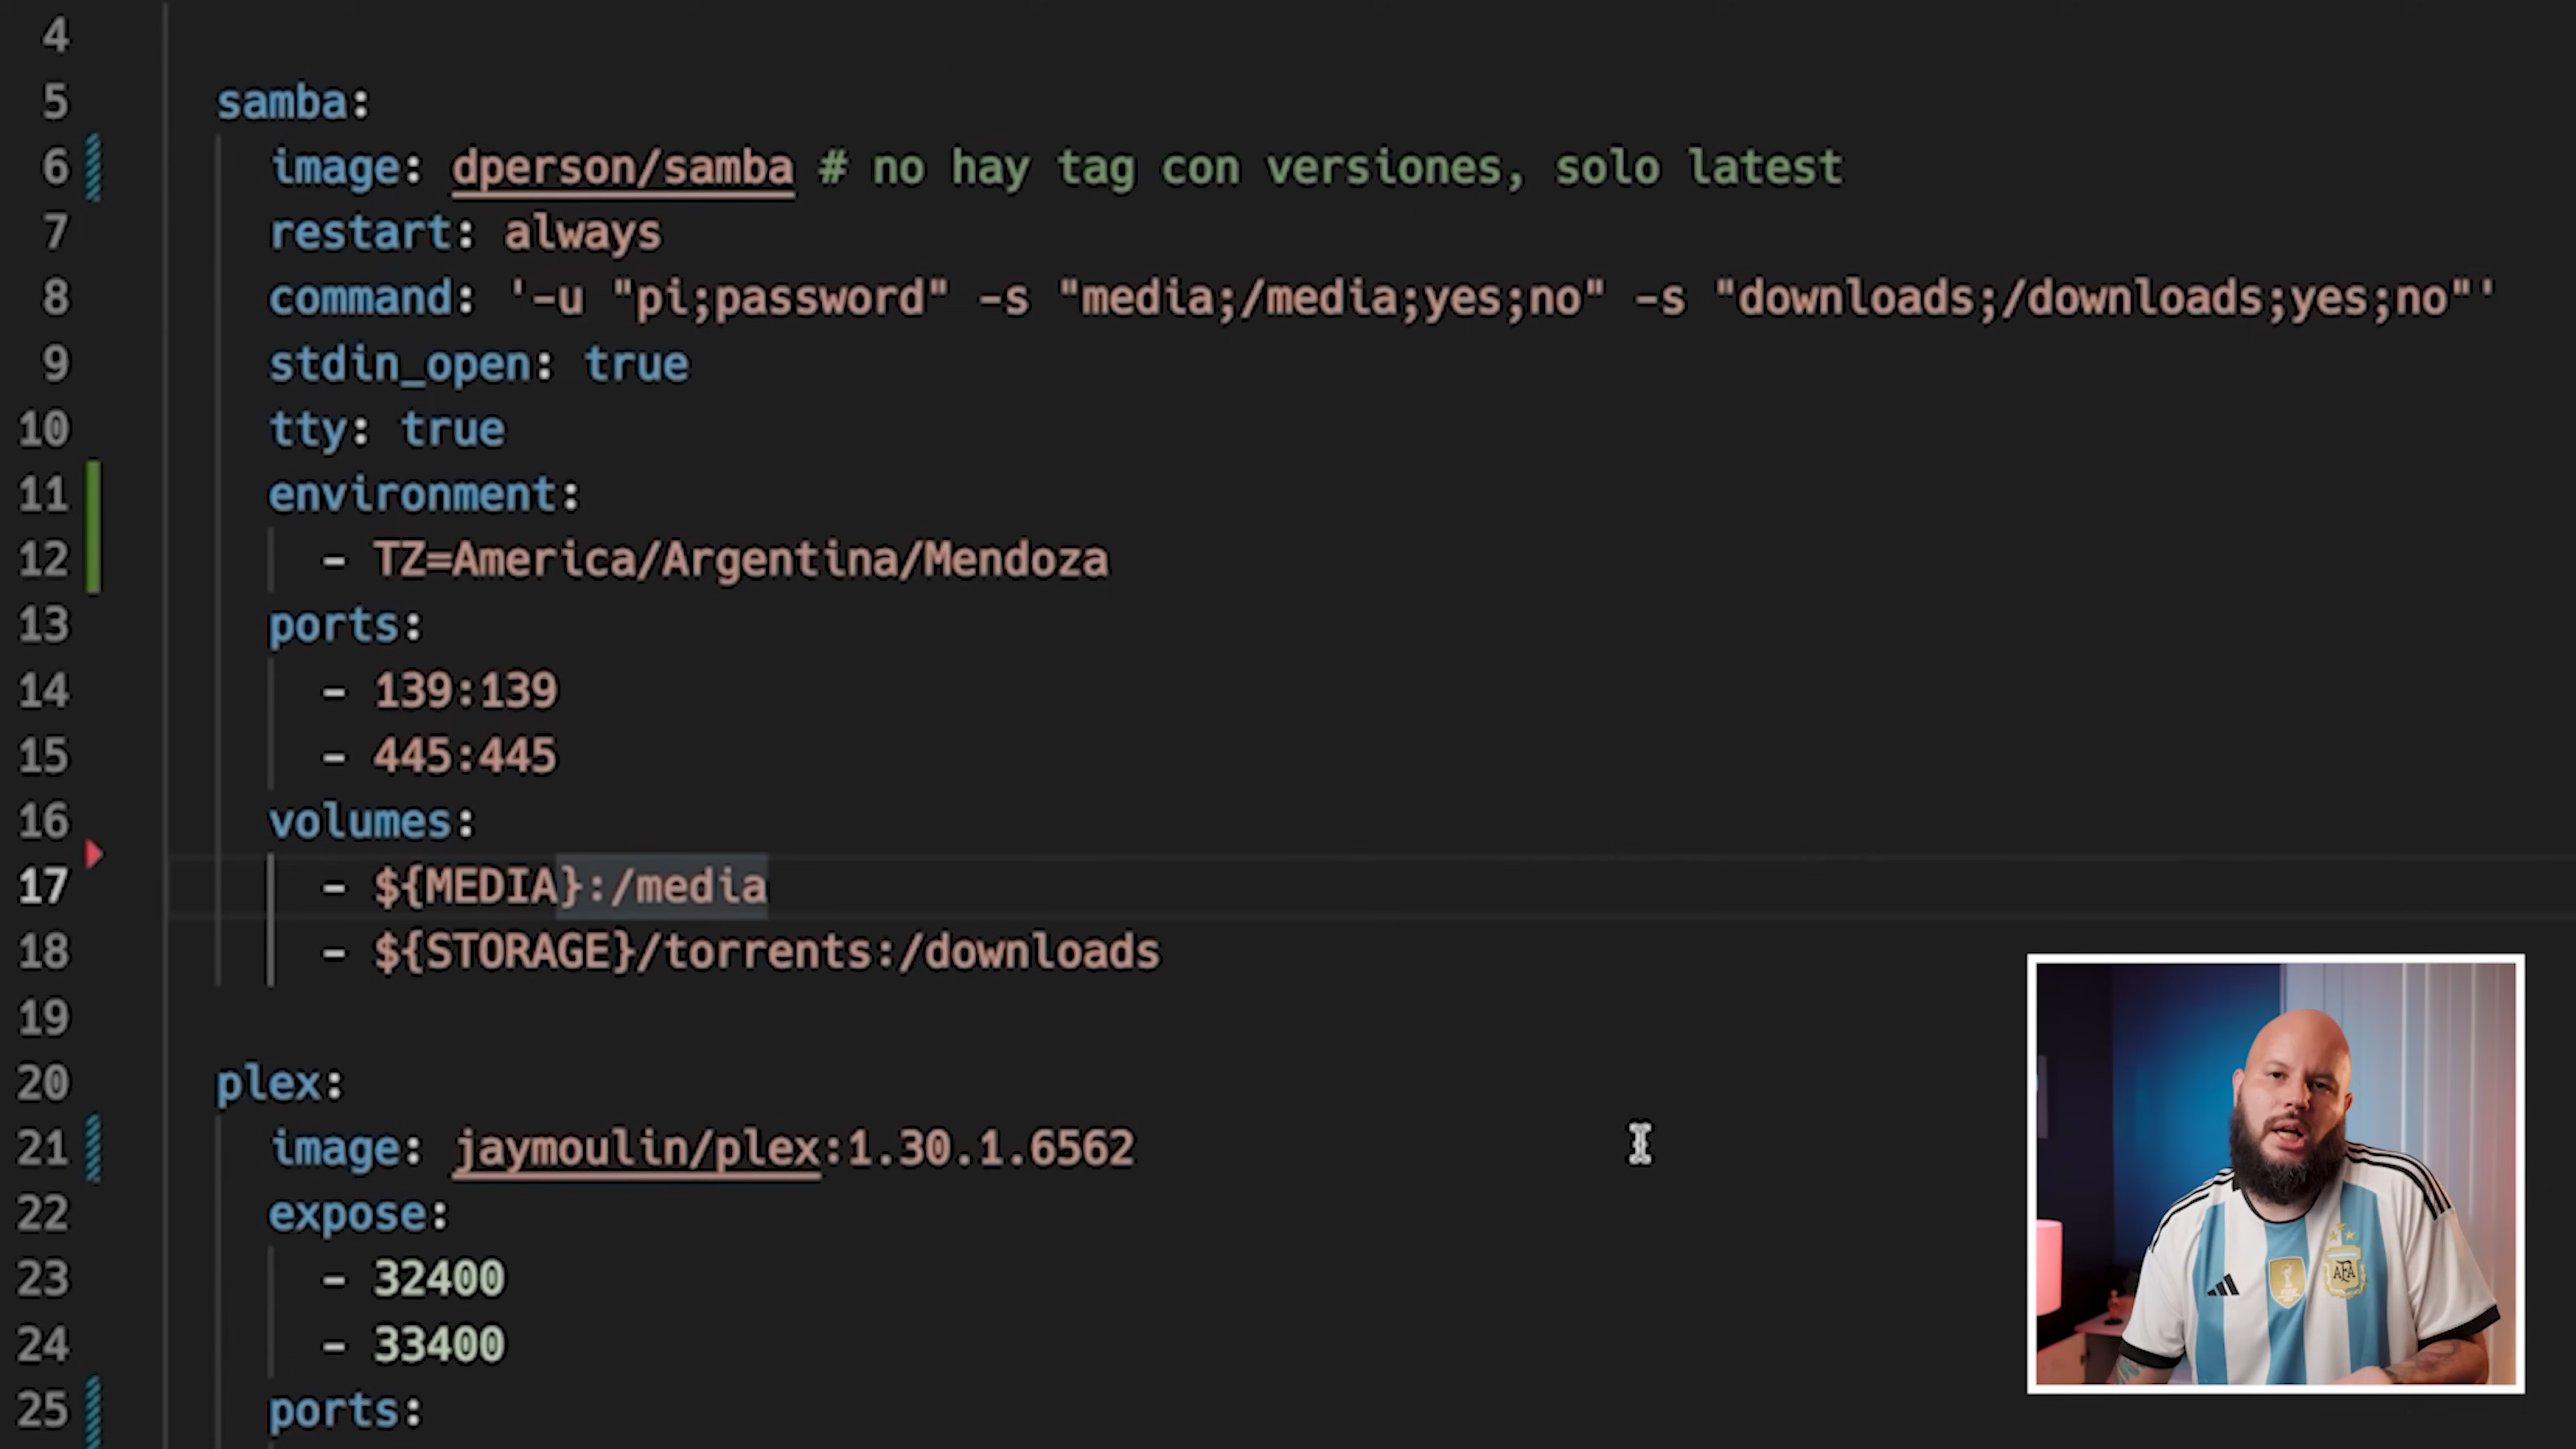 4
5 samba:
6 image: dperson/samba # no hay tag con versiones, solo latest
7 restart: always
8 command: '-u "pi;password" -s "media;/media;yes;no" -s "downloads;/downloads;yes;no"'
9 stdin_open: true
10 tty: true
11 environment:
12 - TZ=America/Argentina/Mendoza
13 ports:
14 - 139:139
15 - 445:445
16 volumes:
17 - ${MEDIA}:/media
18 - ${STORAGE}/torrents:/downloads
19
20 plex:
21 image: jaymoulin/plex:1.30.1.6562
22 expose:
23 - 32400
24 - 33400
25 ports:
AFA